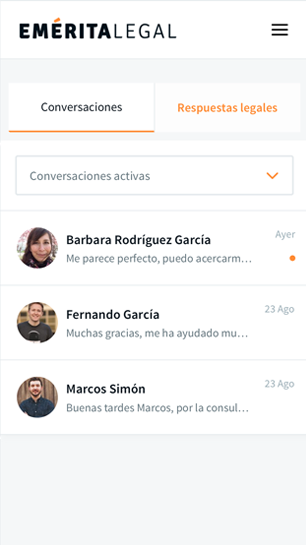 EMÉRITALEGAL
Conversaciones
Respuestas legales
Conversaciones activas
Barbara Rodríguez García
Ayer
Me parece perfecto, puedo acercarm…
Fernando García
23 Ago
Muchas gracias, me ha ayudado mu…
Marcos Simón
23 Ago
Buenas tardes Marcos, por la consul…